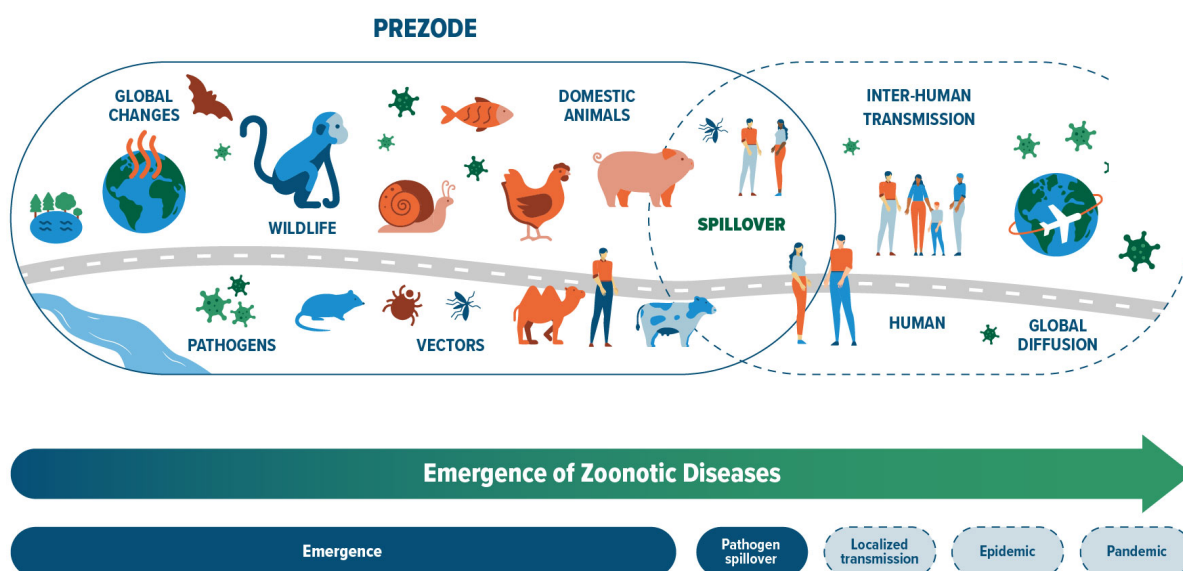 PREZODE
GLOBAL
CHANGES
DOMESTIC
ANIMALS
INTER-HUMAN
TRANSMISSION
WILDLIFE
SPILLOVER
PATHOGENS
VECTORS
HUMAN
GLOBAL
DIFFUSION
Emergence of Zoonotic Diseases
Emergence
Pathogen
spillover
Localized
transmission
Epidemic
Pandemic